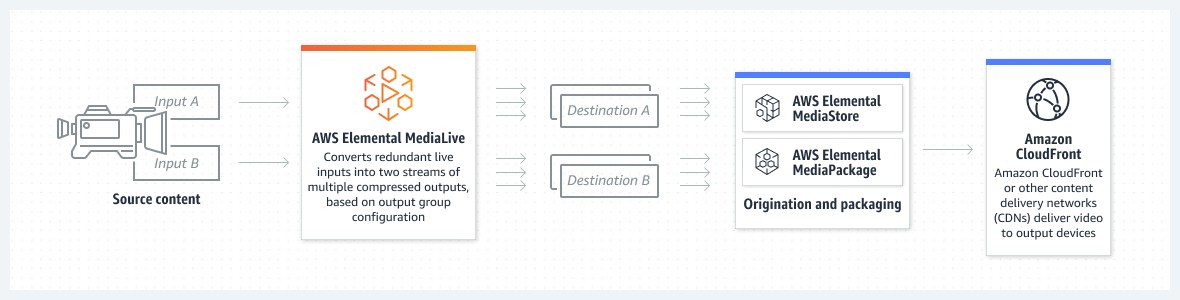 Input A
Input B
Source content
AWS Elemental MediaLive
Converts redundant live
inputs into two streams of
multiple compressed outputs,
based on output group
configuration
Destination A
Destination B
AWS Elemental
MediaStore
AWS Elemental
MediaPackage
Origination and packaging
Amazon
CloudFront
Amazon CloudFront
or other content
delivery networks
(CDNs) deliver video
to output devices